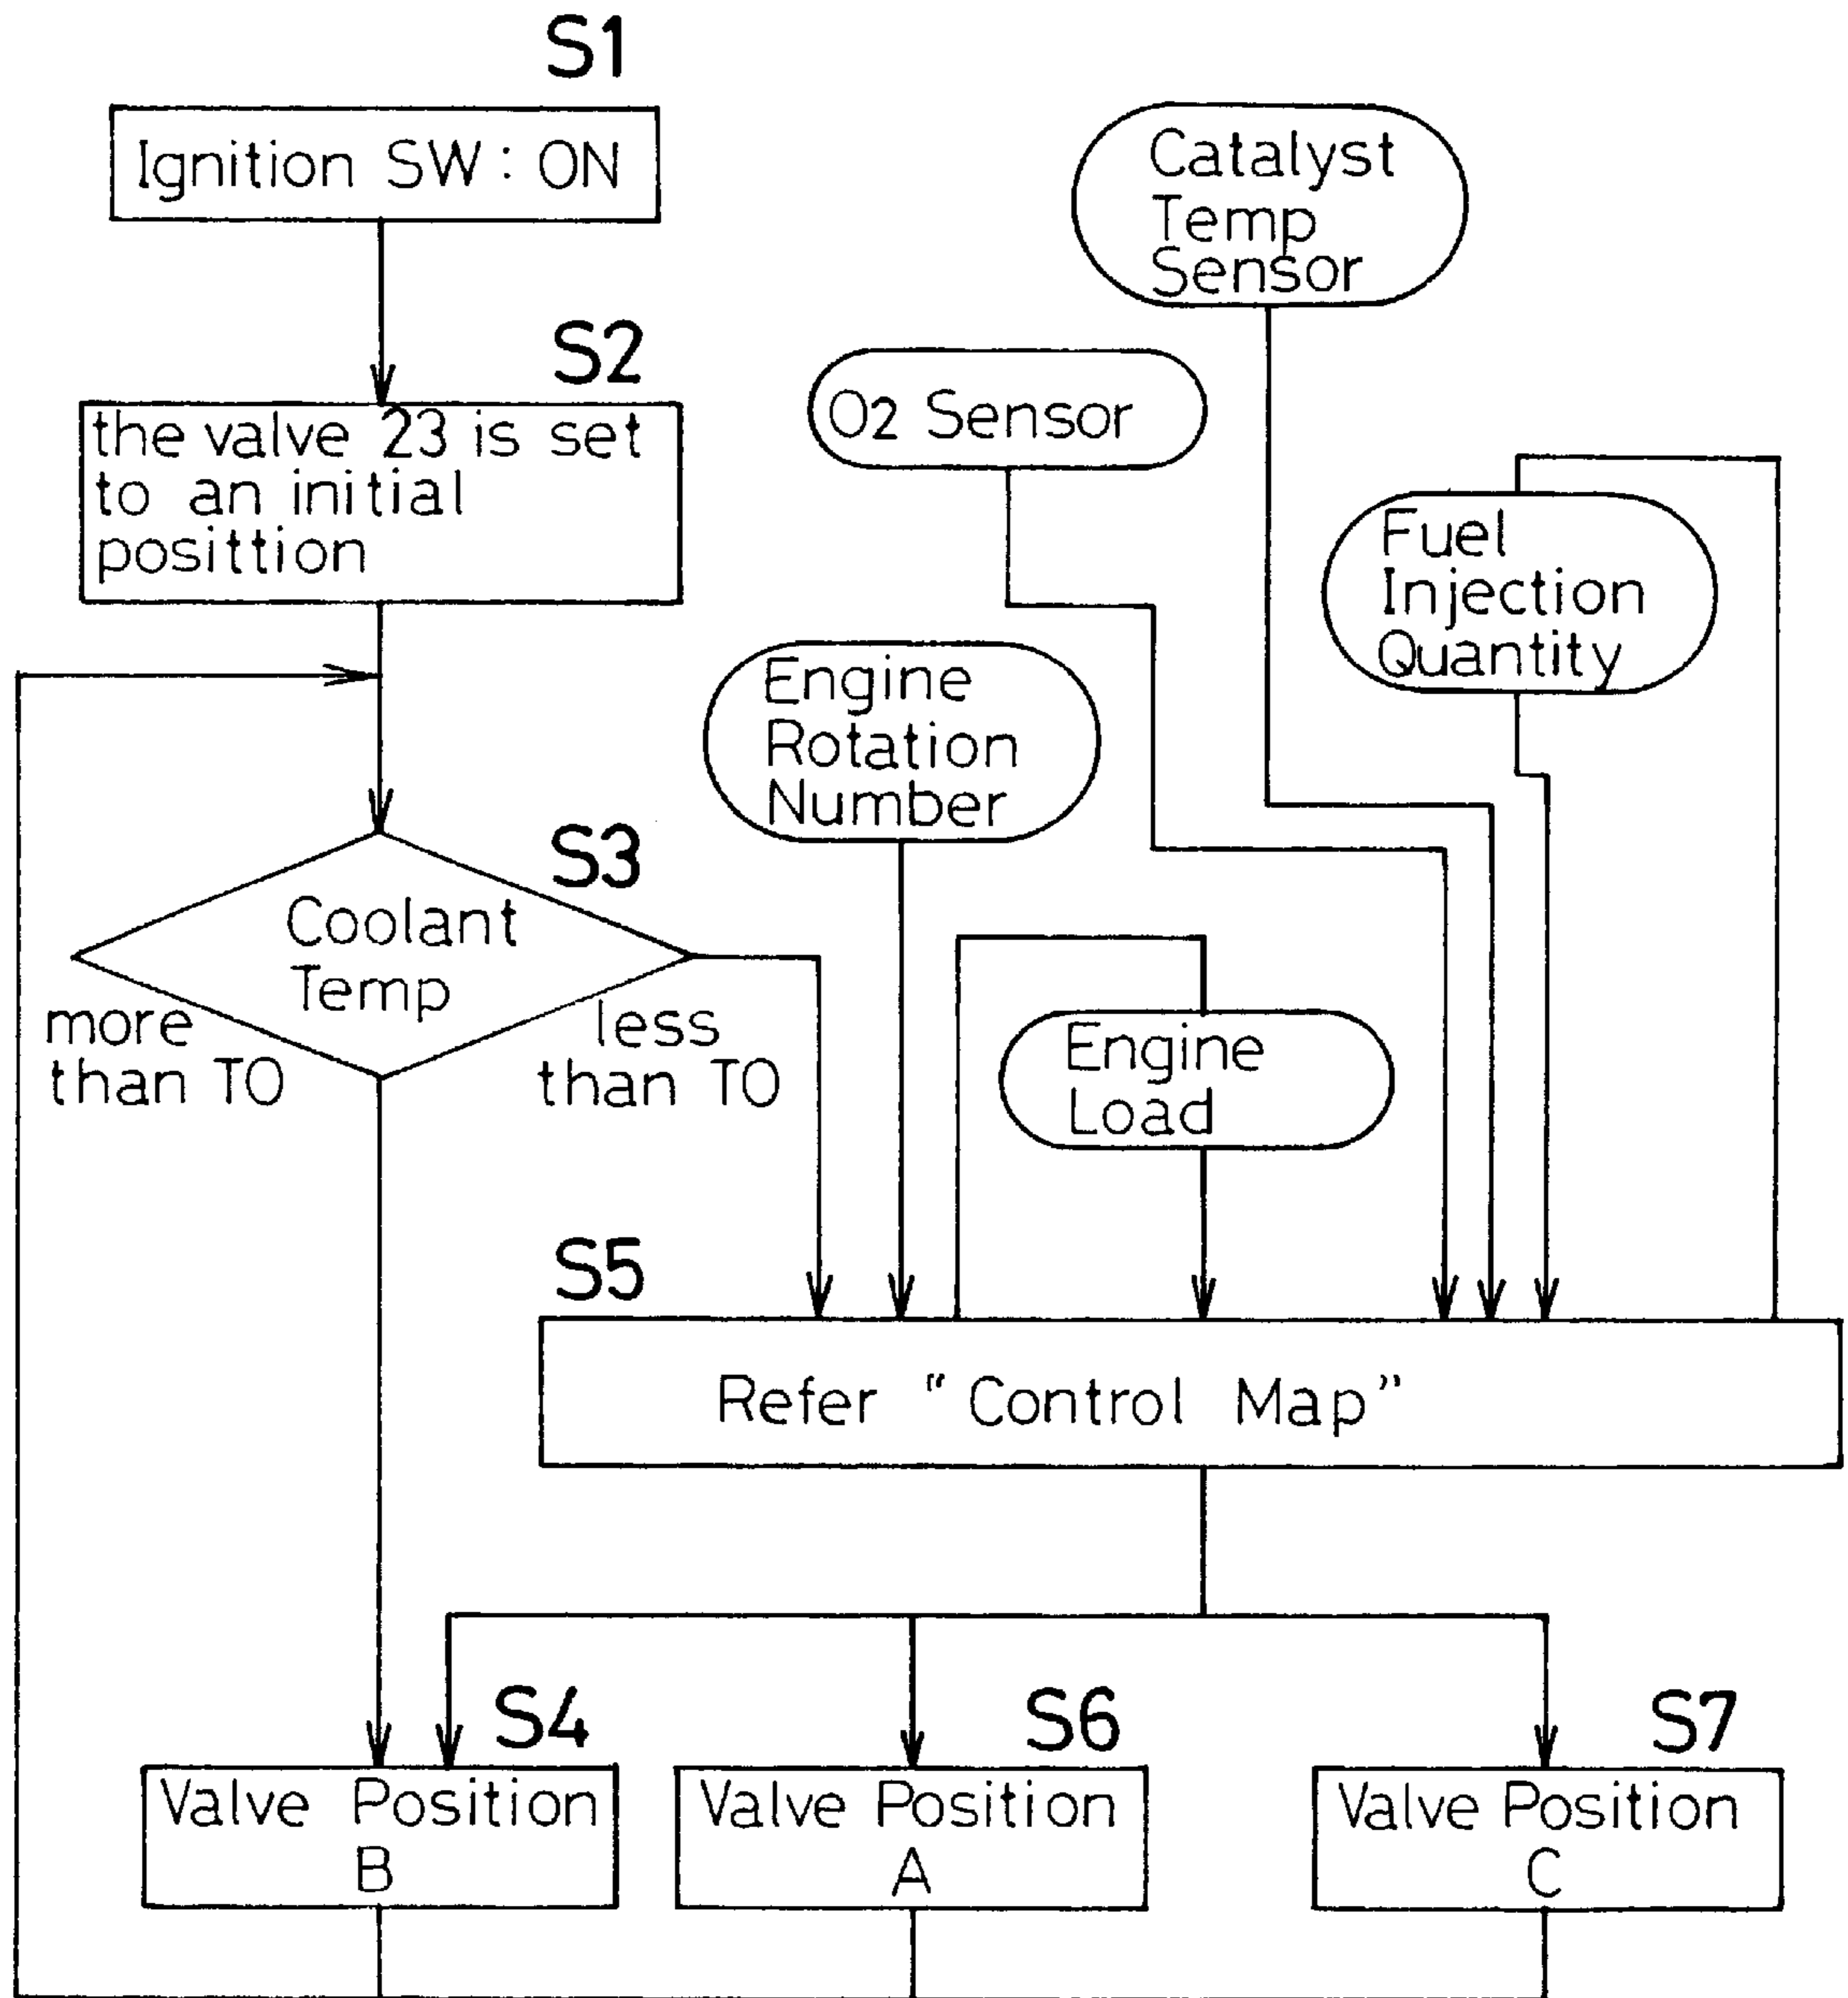 S1
Ignition SW : ON
Catalyst
Temp
Sensor
S2
the valve 23 is set
to an initial
posittion
O2 Sensor
Fuel
Injection
Quantity
Engine
Rotation
Number
S3
Coolant
Temp
more
than TO
less
than TO
Engine
Load
S5
Refer "Control Map"
S4
Valve Position
B
S6
Valve Position
A
S7
Valve Position
C